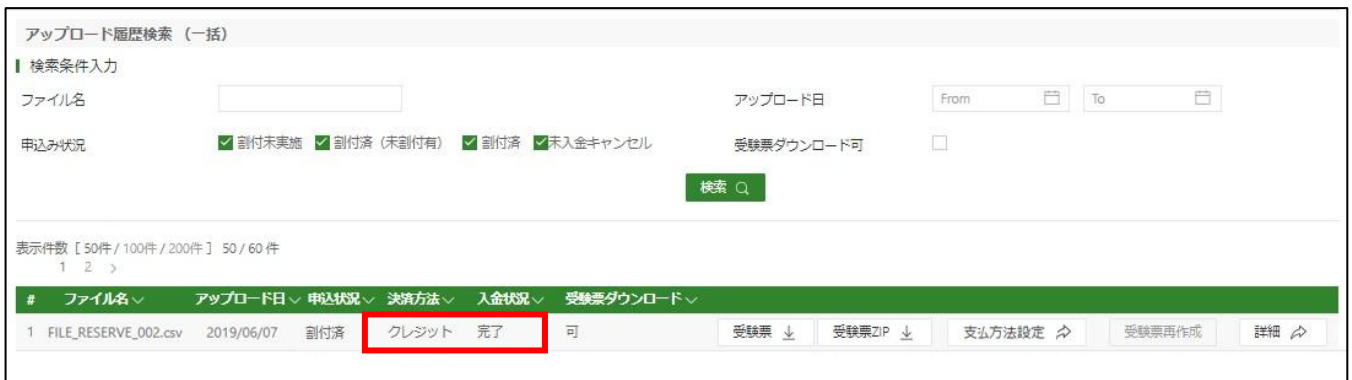 アップロード履歴検索 （一括）
検索条件入力
ファイル名 アップロード日 From To
申込み状況 割付未実施 割付済（未割付有） 割付済 未入金キャンセル 受験票ダウンロード可
検索
表示件数 [ 50件 / 100件 / 200件 ] 50 / 60 件
1 2 >
# ファイル名 アップロード日 申込状況 決済方法 入金状況 受験票ダウンロード
1 FILE_RESERVE_002.csv 2019/06/07 割付済 クレジット 完了 可 受験票 受験票ZIP 支払方法設定 受験票再作成 詳細